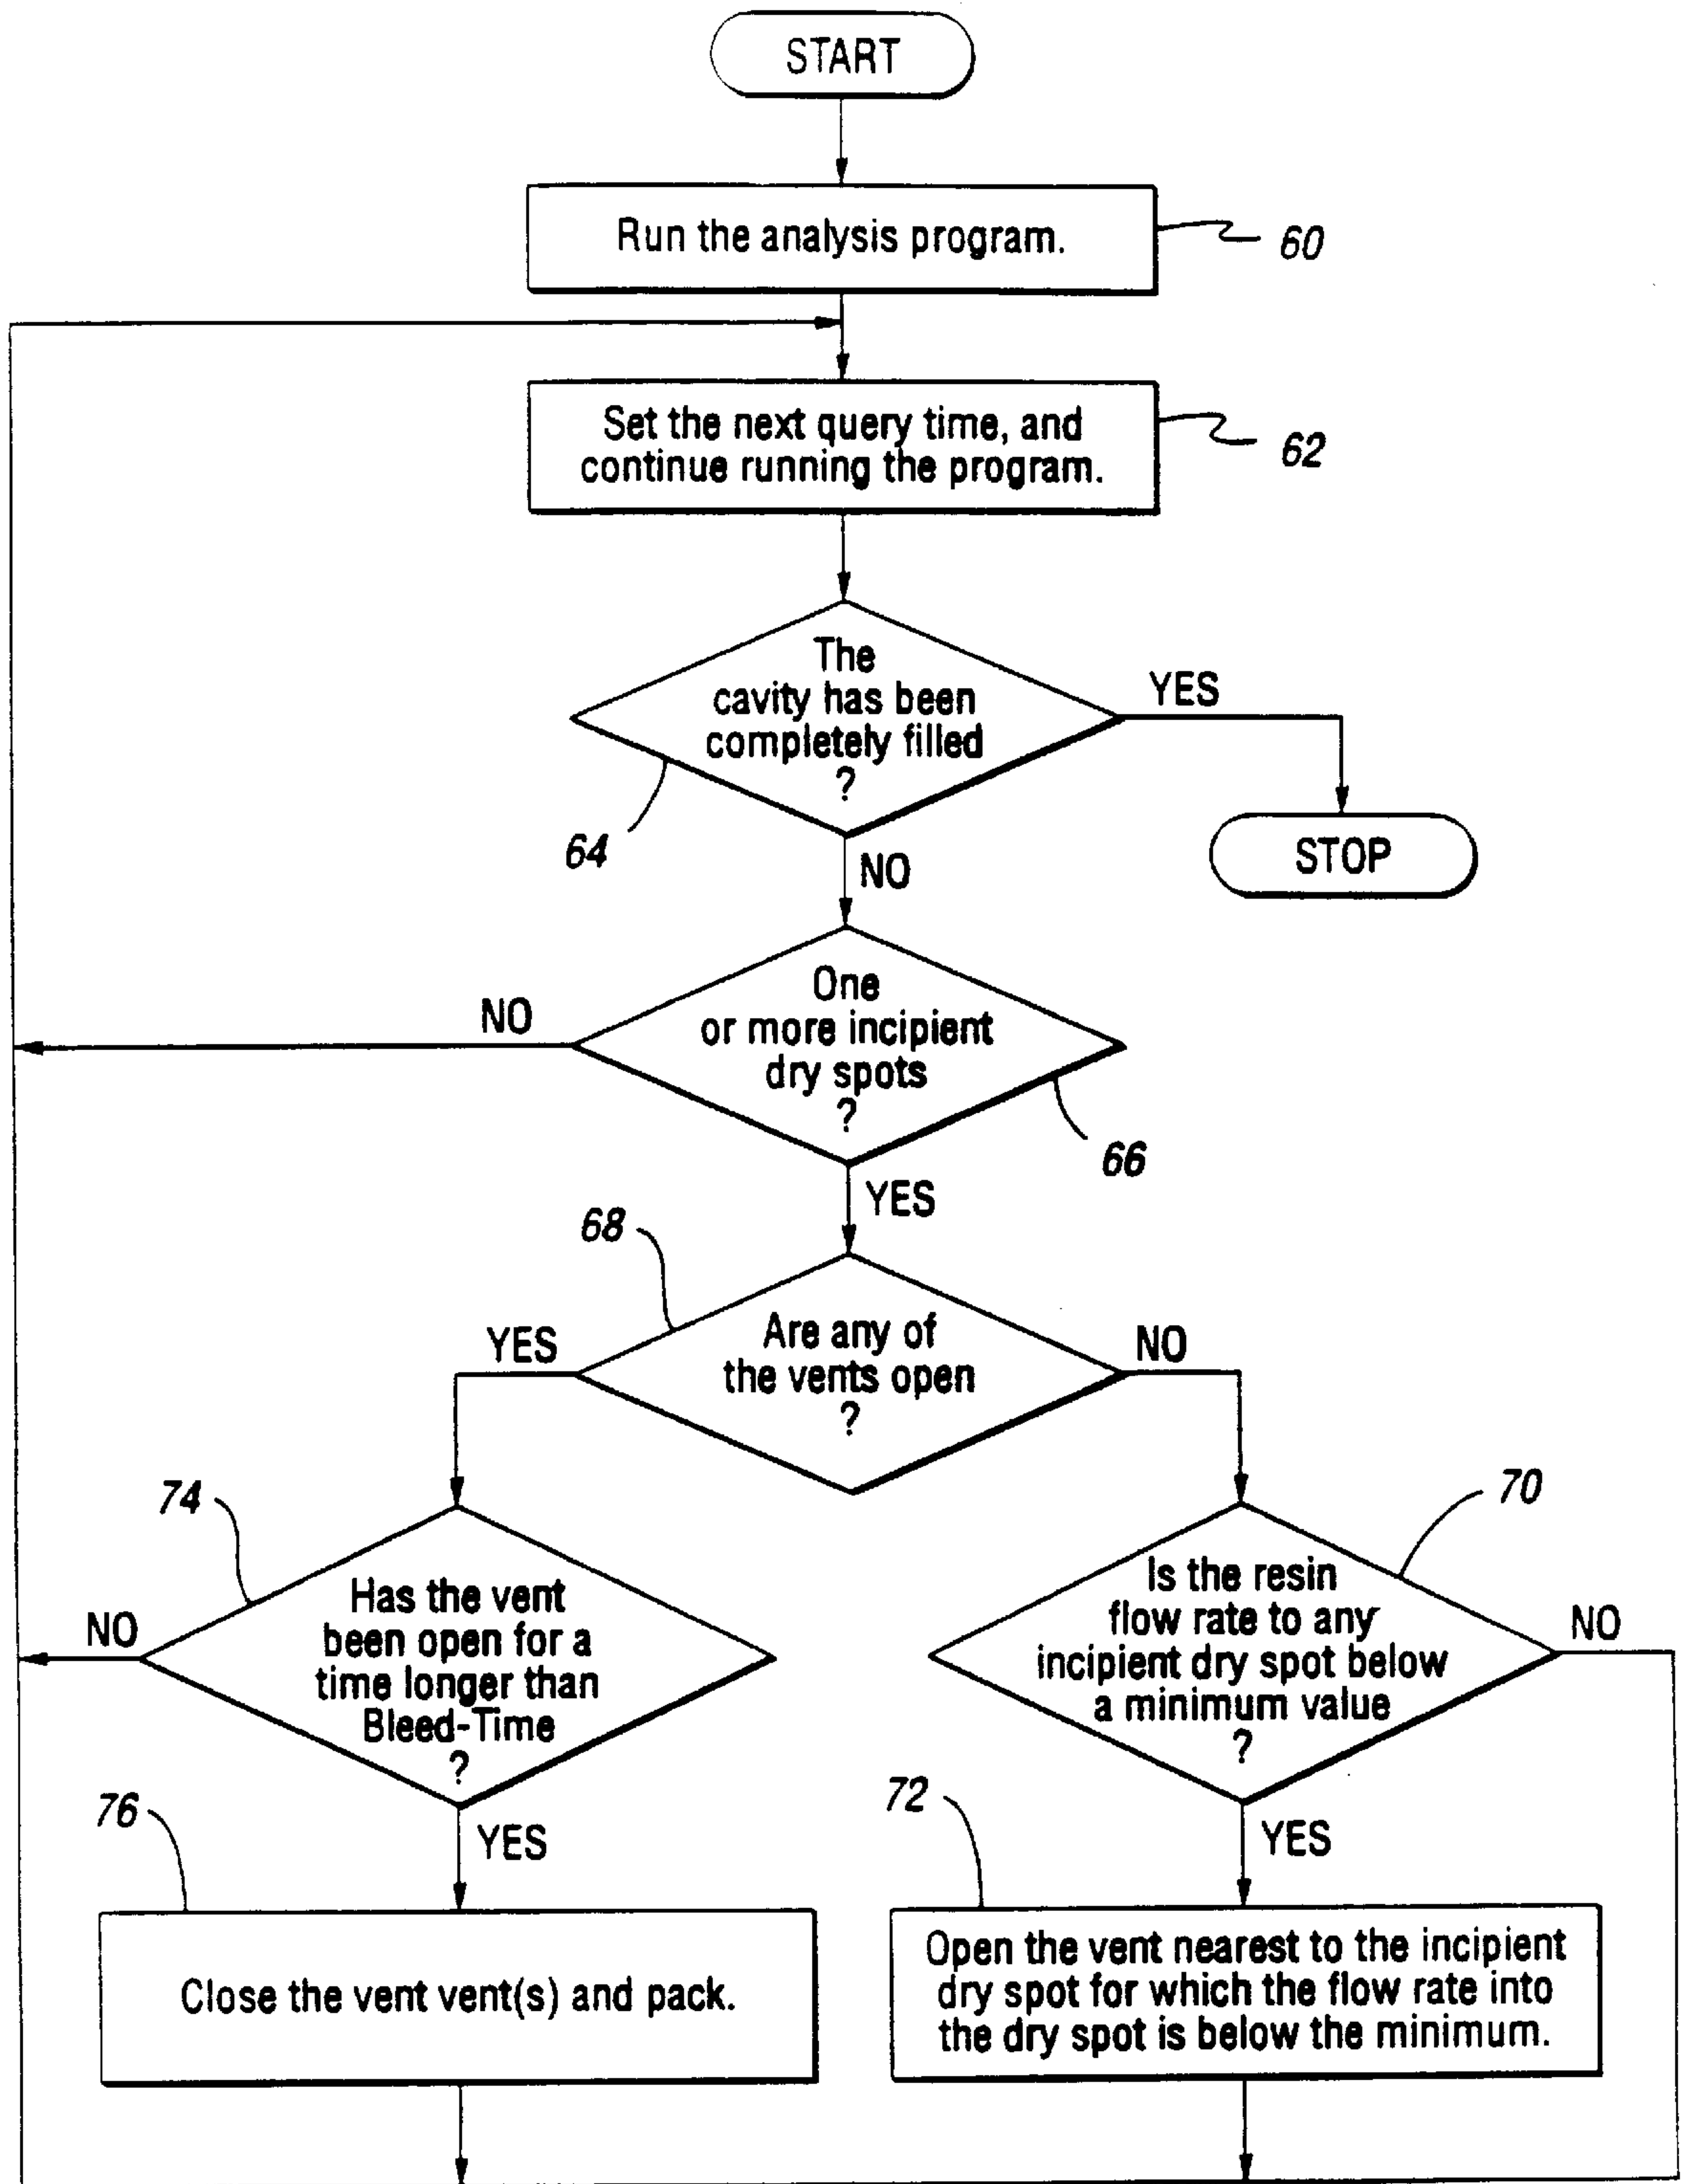 START
Run the analysis program.
60
Set the next query time, and
continue running the program.
62
The
cavity has been
completely filled
?
YES
64
STOP
NO
One
or more incipient
dry spots
?
NO
66
YES
68
Are any of
the vents open
?
YES
NO
74
70
Has the vent
been open for a
time longer than
Bleed-Time
?
NO
Is the resin
flow rate to any
incipient dry spot below
a minimum value
?
NO
76
YES
72
YES
Close the vent vent(s) and pack.
Open the vent nearest to the incipient
dry spot for which the flow rate into
the dry spot is below the minimum.